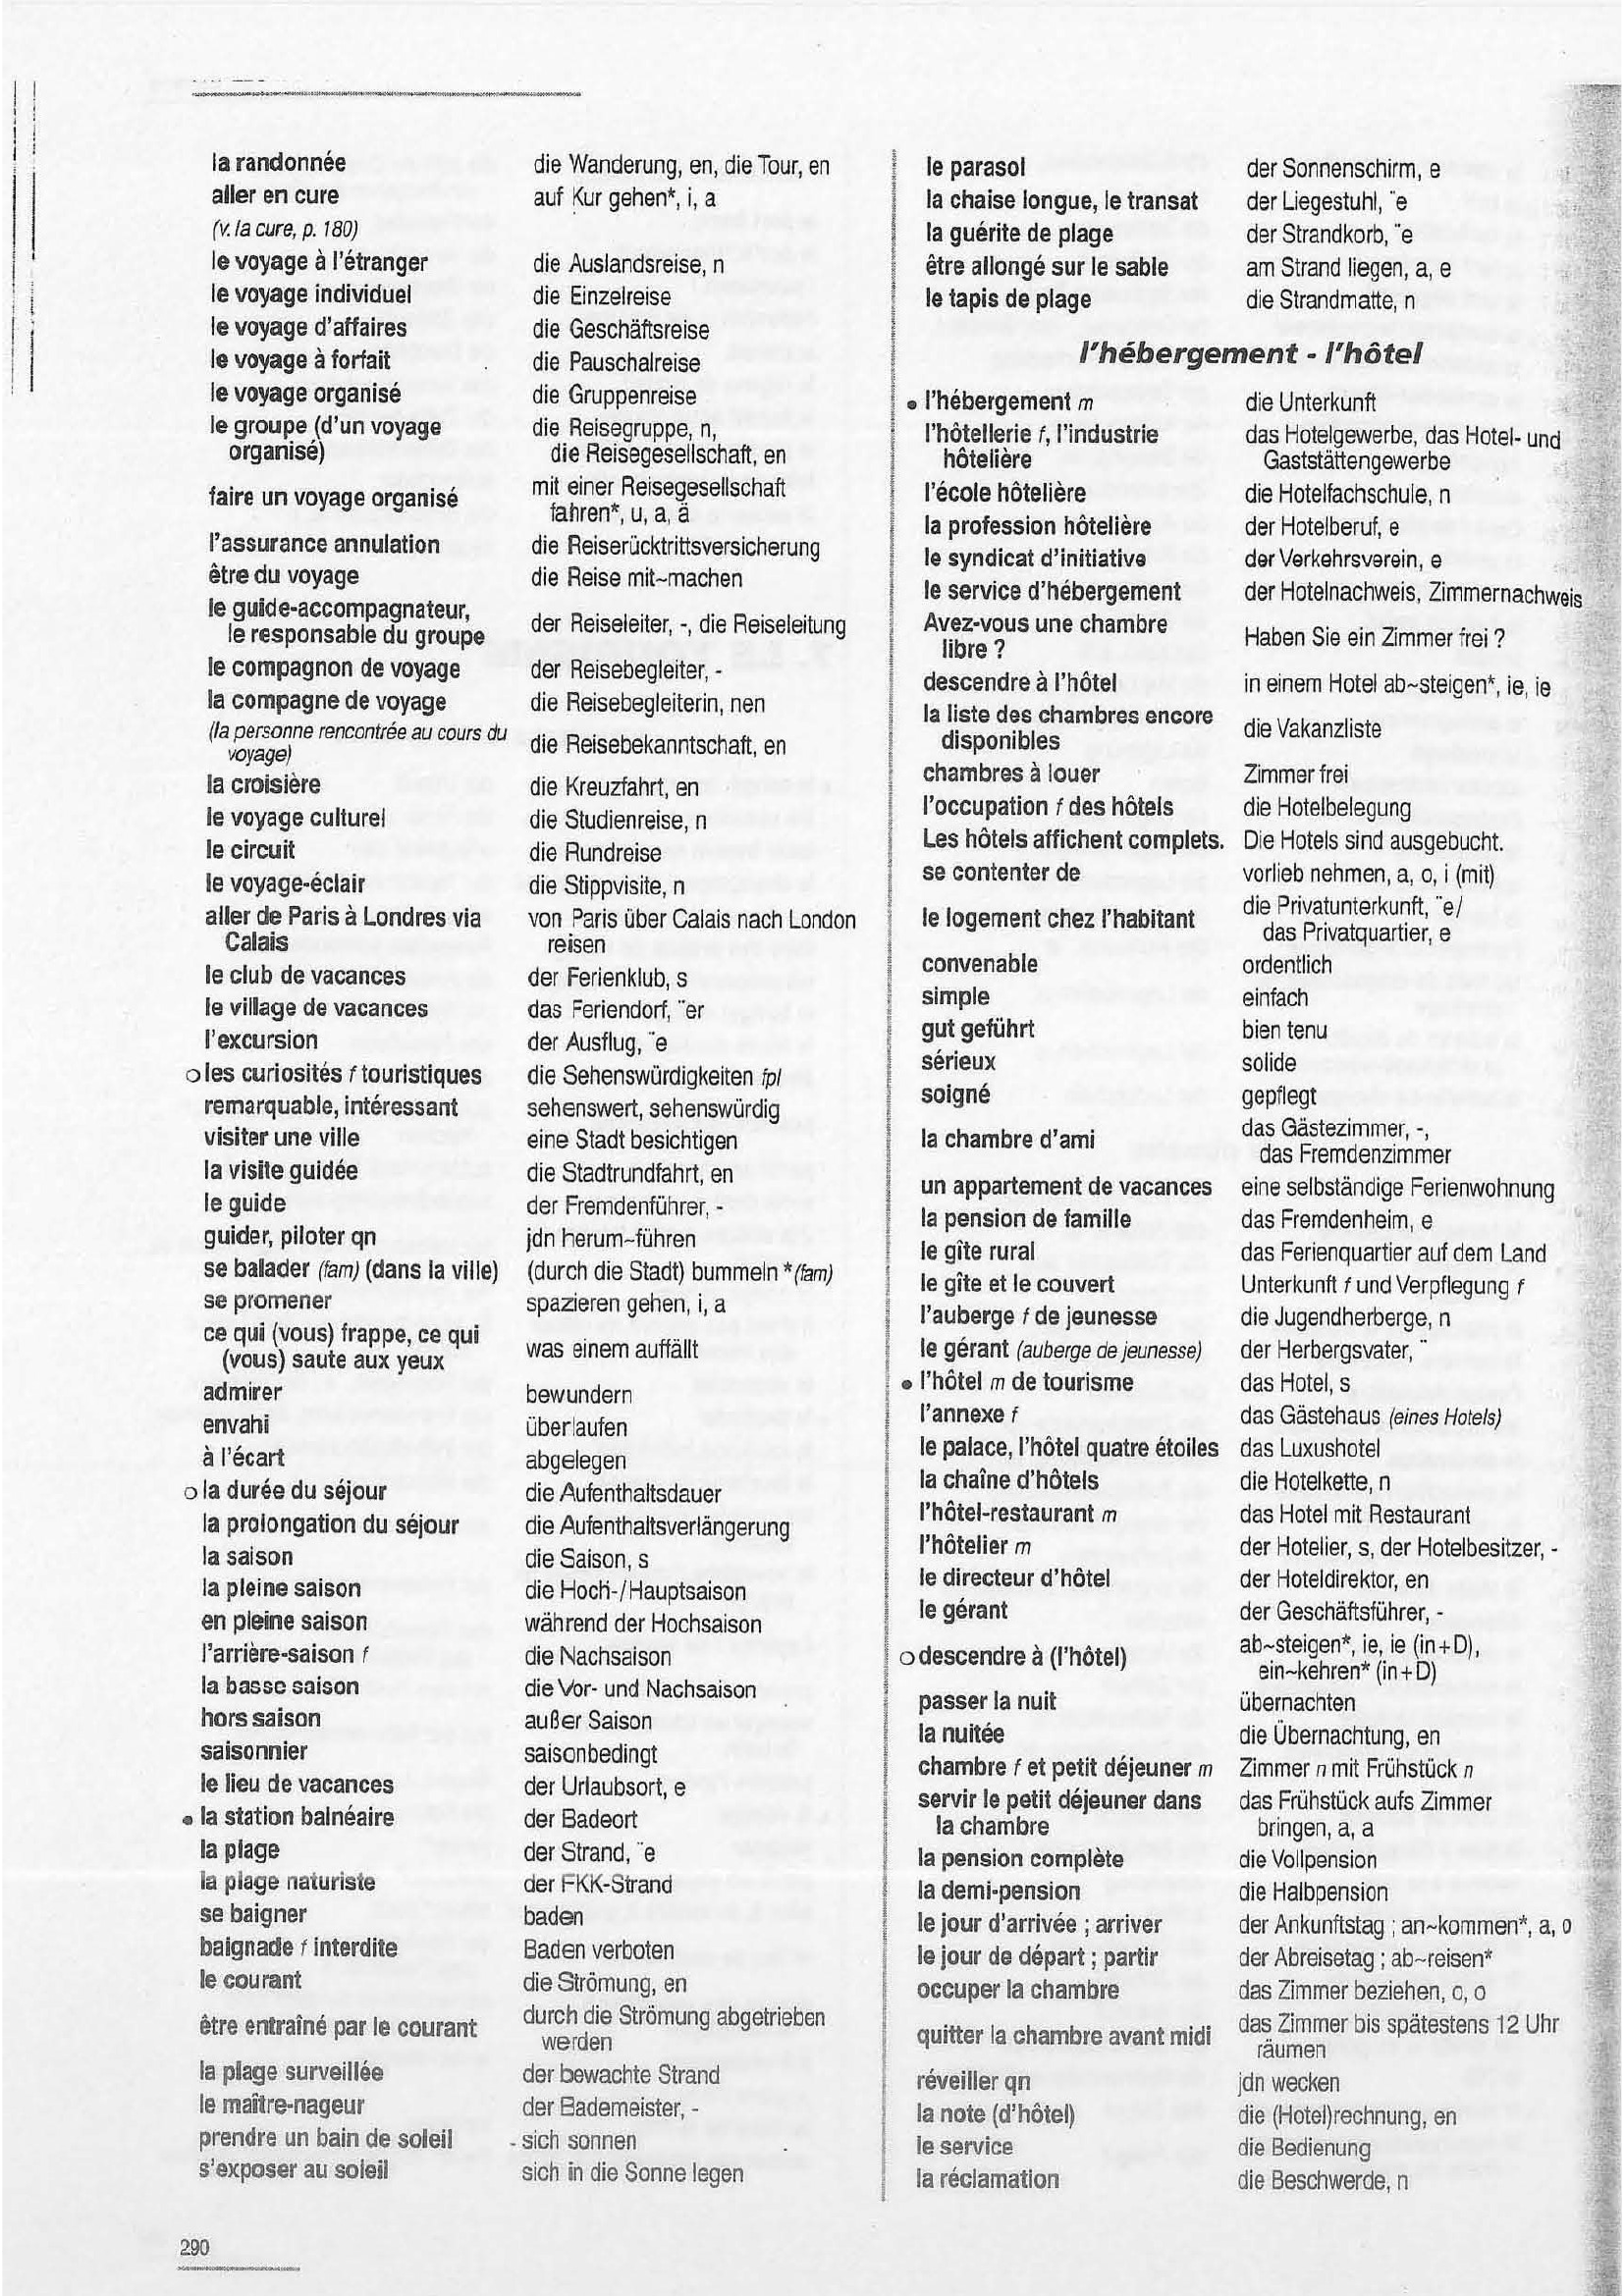 la randonnée die Wanderung, en, die Tour, en
aller en cure auf Kur gehen*, i, a
(v. la cure, p. 180)
le voyage à l'étranger die Auslandsreise, n
le voyage individuel die Einzelreise
le voyage d'affaires die Geschäftsreise
le voyage à forfait die Pauschalreise
le voyage organisé die Gruppenreise
le groupe (d'un voyage die Reisegruppe, n,
organisé) die Reisegesellschaft, en
faire un voyage organisé mit einer Reisegesellschaft
fahren*, u, a, ä
l'assurance annulation die Reiserücktrittsversicherung
être du voyage die Reise mit~machen
le guide-accompagnateur,
le responsable du groupe der Reiseleiter, -, die Reiseleitung
le compagnon de voyage der Reisebegleiter, -
la compagne de voyage die Reisebegleiterin, nen
(la personne rencontrée au cours du
voyage) die Reisebekanntschaft, en
la croisière die Kreuzfahrt, en
le voyage culturel die Studienreise, n
le circuit die Rundreise
le voyage-éclair die Stippvisite, n
aller de Paris à Londres via von Paris über Calais nach London
Calais reisen
le club de vacances der Ferienklub, s
le village de vacances das Feriendorf, ¨er
l'excursion der Ausflug, ¨e
o les curiosités f touristiques die Sehenswürdigkeiten fpl
remarquable, intéressant sehenswert, sehenswürdig
visiter une ville eine Stadt besichtigen
la visite guidée die Stadtrundfahrt, en
le guide der Fremdenführer, -
guider, piloter qn jdn herum~führen
se balader (fam) (dans la ville) (durch die Stadt) bummeln *(fam)
se promener spazieren gehen, i, a
ce qui (vous) frappe, ce qui
(vous) saute aux yeux was einem auffällt
admirer bewundern
envahi überlaufen
à l'écart abgelegen
o la durée du séjour die Aufenthaltsdauer
la prolongation du séjour die Aufenthaltsverlängerung
la saison die Saison, s
la pleine saison die Hoch-/Hauptsaison
en pleine saison während der Hochsaison
l'arrière-saison f die Nachsaison
la basse saison die Vor- und Nachsaison
hors saison außer Saison
saisonnier saisonbedingt
le lieu de vacances der Urlaubsort, e
• la station balnéaire der Badeort
la plage der Strand, ¨e
la plage naturiste der FKK-Strand
se baigner baden
baignade f interdite Baden verboten
le courant die Strömung, en
être entraîné par le courant durch die Strömung abgetrieben
werden
la plage surveillée der bewachte Strand
le maître-nageur der Bademeister, -
prendre un bain de soleil sich sonnen
s'exposer au soleil sich in die Sonne legen
290
le parasol der Sonnenschirm, e
la chaise longue, le transat der Liegestuhl, ¨e
la guérite de plage der Strandkorb, ¨e
être allongé sur le sable am Strand liegen, a, e
le tapis de plage die Strandmatte, n
l'hébergement - l'hôtel
• l'hébergement m die Unterkunft
l'hôtellerie f, l'industrie das Hotelgewerbe, das Hotel- und
hôtelière Gaststättengewerbe
l'école hôtelière die Hotelfachschule, n
la profession hôtelière der Hotelberuf, e
le syndicat d'initiative der Verkehrsverein, e
le service d'hébergement der Hotelnachweis, Zimmernachweis
Avez-vous une chambre
libre ? Haben Sie ein Zimmer frei ?
descendre à l'hôtel in einem Hotel ab~steigen*, ie, ie
la liste des chambres encore
disponibles die Vakanzliste
chambres à louer Zimmer frei
l'occupation f des hôtels die Hotelbelegung
Les hôtels affichent complets. Die Hotels sind ausgebucht.
se contenter de vorlieb nehmen, a, o, i (mit)
le logement chez l'habitant die Privatunterkunft, ¨e/
das Privatquartier, e
convenable ordentlich
simple einfach
gut geführt bien tenu
sérieux solide
soigné gepflegt
la chambre d'ami das Gästezimmer, -,
das Fremdenzimmer
un appartement de vacances eine selbständige Ferienwohnung
la pension de famille das Fremdenheim, e
le gîte rural das Ferienquartier auf dem Land
le gîte et le couvert Unterkunft f und Verpflegung f
l'auberge f de jeunesse die Jugendherberge, n
le gérant (auberge de jeunesse) der Herbergsvater, ¨
• l'hôtel m de tourisme das Hotel, s
l'annexe f das Gästehaus (eines Hotels)
le palace, l'hôtel quatre étoiles das Luxushotel
la chaîne d'hôtels die Hotelkette, n
l'hôtel-restaurant m das Hotel mit Restaurant
l'hôtelier m der Hotelier, s, der Hotelbesitzer, -
le directeur d'hôtel der Hoteldirektor, en
le gérant der Geschäftsführer, -
o descendre à (l'hôtel) ab~steigen*, ie, ie (in+D),
ein~kehren* (in+D)
passer la nuit übernachten
la nuitée die Übernachtung, en
chambre f et petit déjeuner m Zimmer n mit Frühstück n
servir le petit déjeuner dans das Frühstück aufs Zimmer
la chambre bringen, a, a
la pension complète die Vollpension
la demi-pension die Halbpension
le jour d'arrivée ; arriver der Ankunftstag ; an~kommen*, a, o
le jour de départ ; partir der Abreisetag ; ab~reisen*
occuper la chambre das Zimmer beziehen, o, o
quitter la chambre avant midi das Zimmer bis spätestens 12 Uhr
räumen
réveiller qn jdn wecken
la note (d'hôtel) die (Hotel)rechnung, en
le service die Bedienung
la réclamation die Beschwerde, n